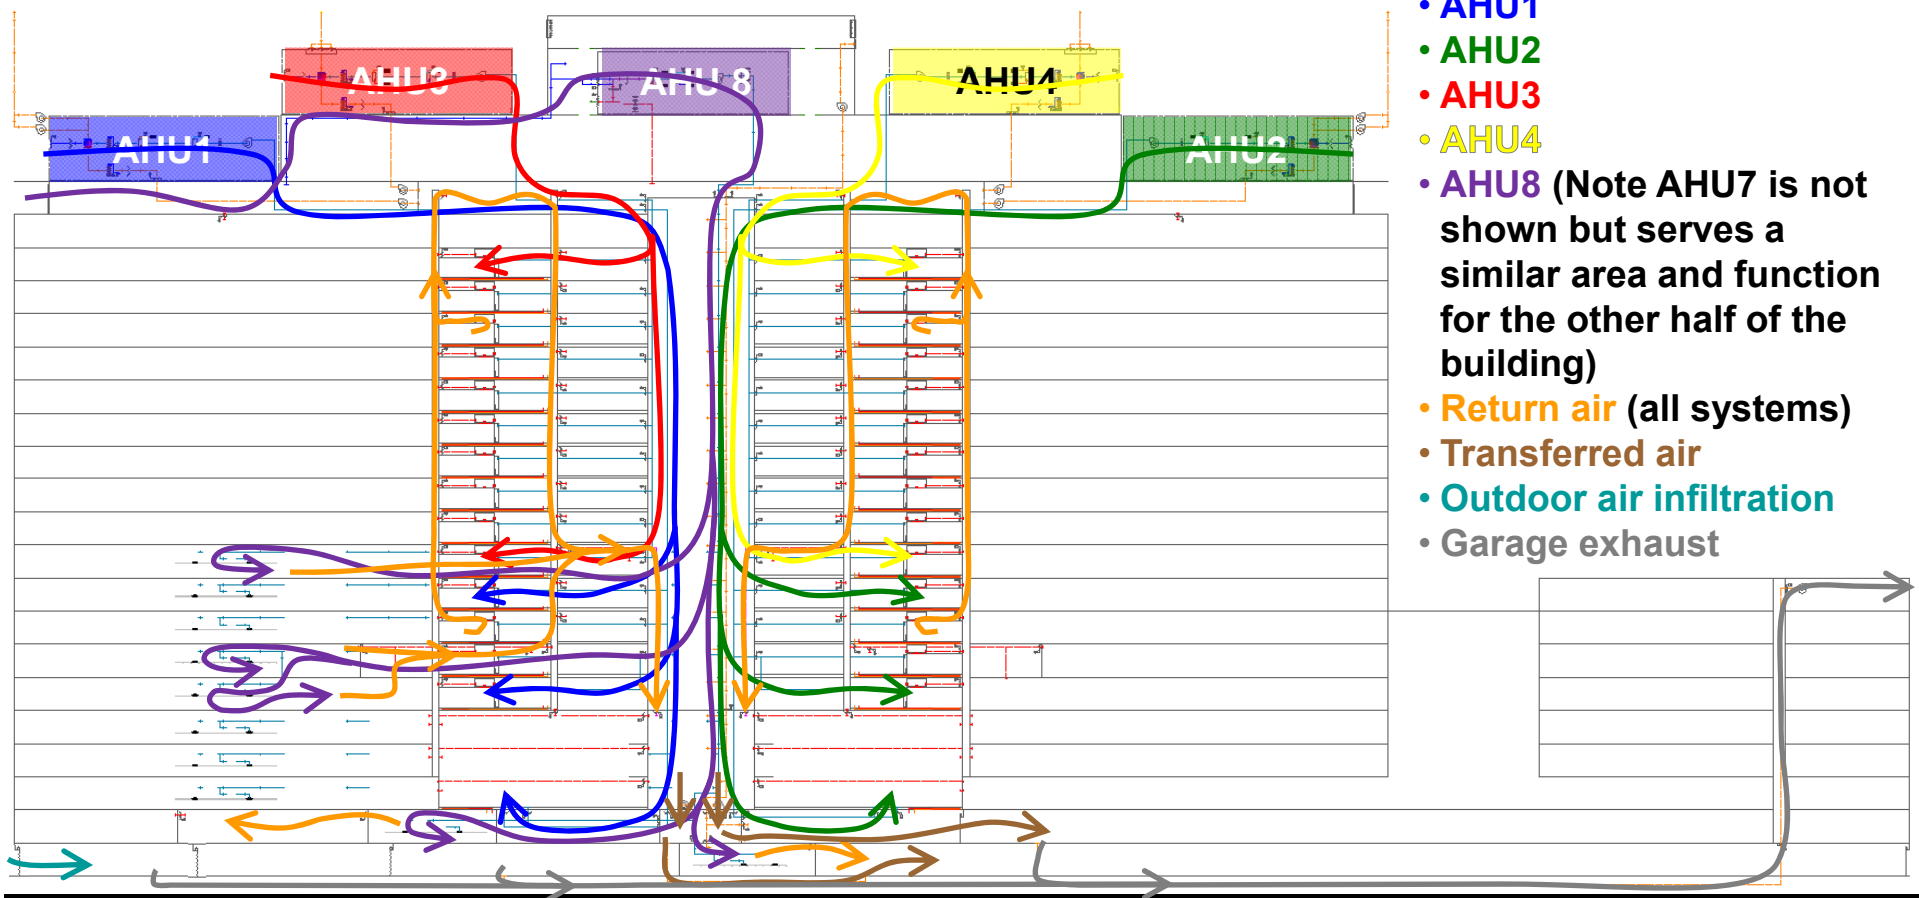 • AHU1
AHU3
AHU 8
AHU4
• AHU2
• AHU3
AHU1
AHU2
• AHU4
• AHU8 (Note AHU7 is not
shown but serves a
similar area and function
for the other half of the
building)
• Return air (all systems)
• Transferred air
• Outdoor air infiltration
• Garage exhaust